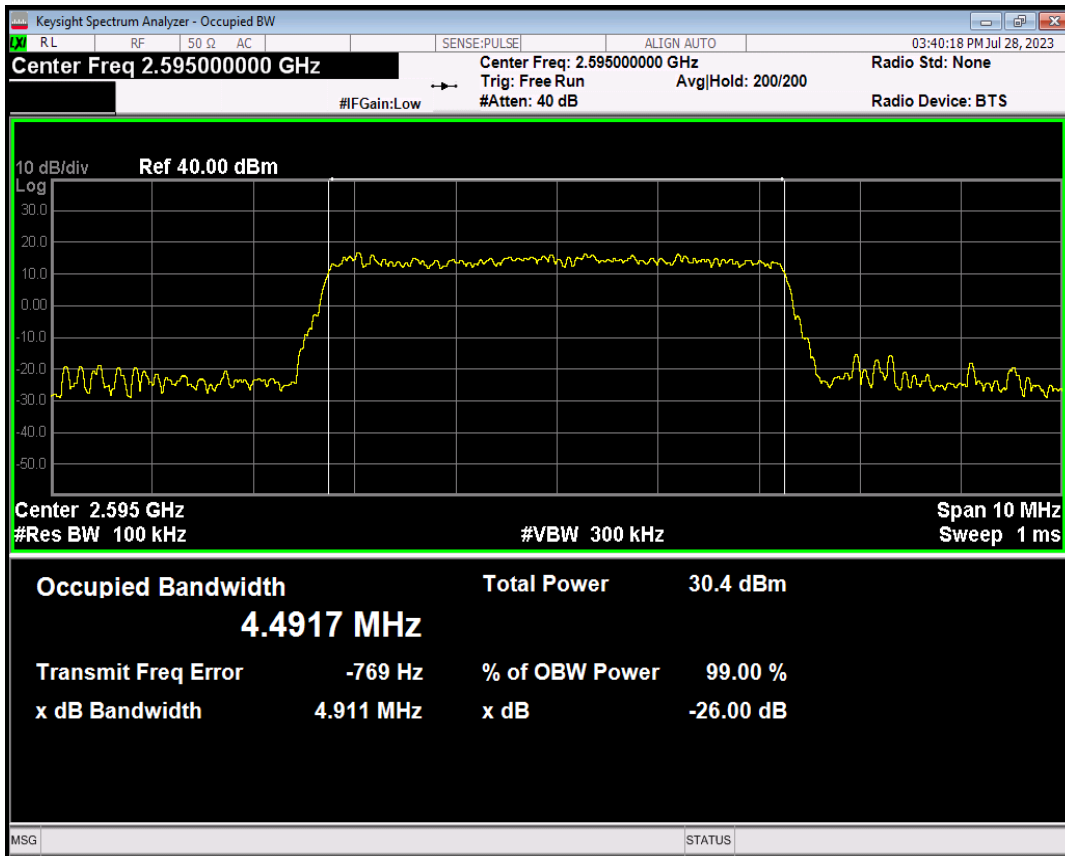 Keysight Spectrum Analyzer - Occupied BW
LXI RL RF 50 Ω AC SENSE:PULSE ALIGN AUTO 03:40:18 PM Jul 28, 2023
Center Freq 2.595000000 GHz
Center Freq: 2.595000000 GHz Radio Std: None
Trig: Free Run Avg|Hold: 200/200
#IFGain:Low #Atten: 40 dB Radio Device: BTS
10 dB/div Ref 40.00 dBm
Log
30.0
20.0
10.0
0.00
-10.0
-20.0
-30.0
-40.0
-50.0
Center 2.595 GHz Span 10 MHz
#Res BW 100 kHz #VBW 300 kHz Sweep 1 ms
Occupied Bandwidth Total Power 30.4 dBm
4.4917 MHz
Transmit Freq Error -769 Hz % of OBW Power 99.00 %
x dB Bandwidth 4.911 MHz x dB -26.00 dB
MSG STATUS